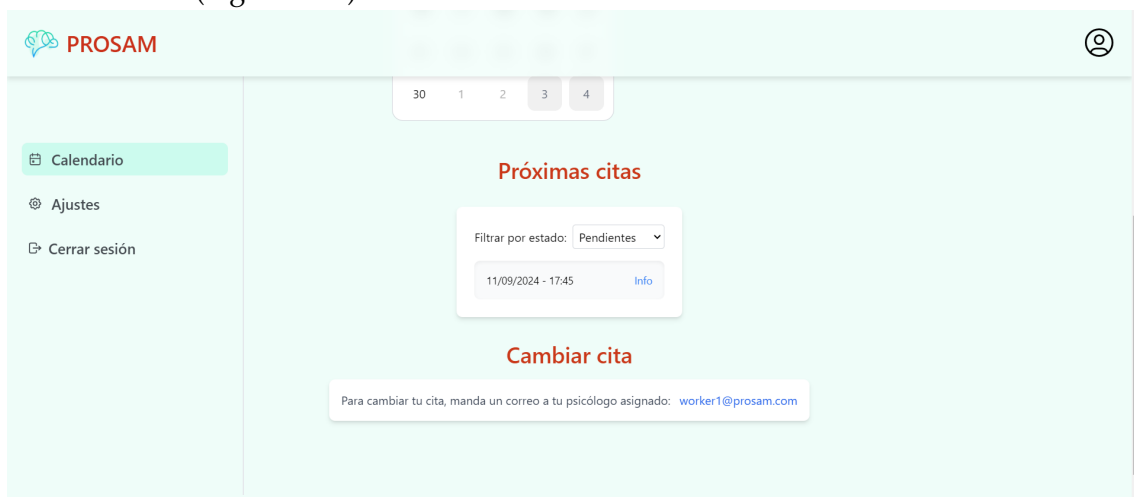 PROSAM
30 1 2 3 4
Calendario
Ajustes
Cerrar sesión
Próximas citas
Filtrar por estado: Pendientes
11/09/2024 - 17:45 Info
Cambiar cita
Para cambiar tu cita, manda un correo a tu psicólogo asignado: worker1@prosam.com